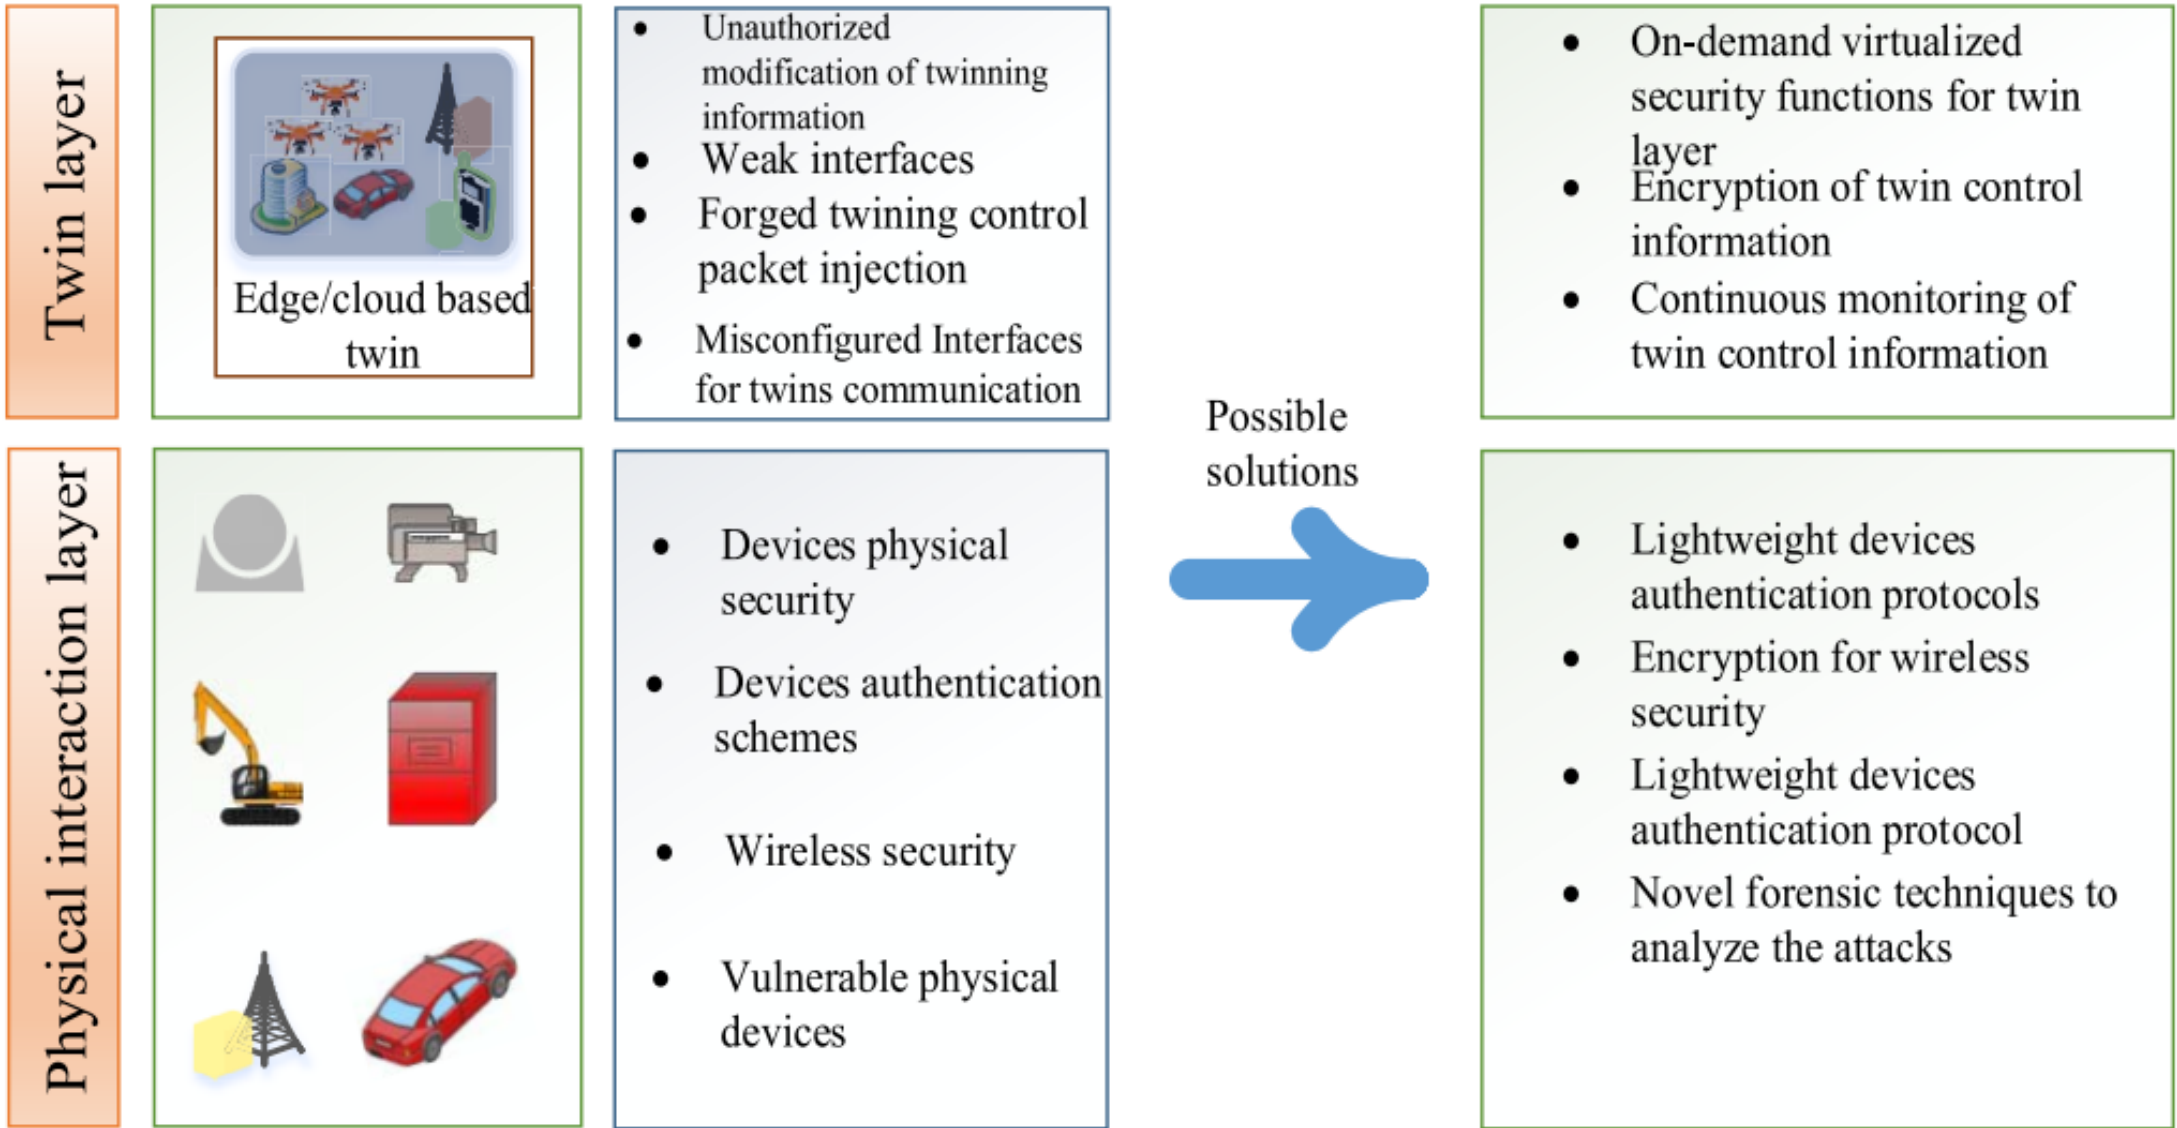 Twin layer
Edge/cloud based
twin
• Unauthorized
modification of twinning
information
• Weak interfaces
• Forged twining control
packet injection
• Misconfigured Interfaces
for twins communication
• On-demand virtualized
security functions for twin
layer
• Encryption of twin control
information
• Continuous monitoring of
twin control information
Possible
solutions
Physical interaction layer
• Devices physical
security
• Devices authentication
schemes
• Wireless security
• Vulnerable physical
devices
• Lightweight devices
authentication protocols
• Encryption for wireless
security
• Lightweight devices
authentication protocol
• Novel forensic techniques to
analyze the attacks